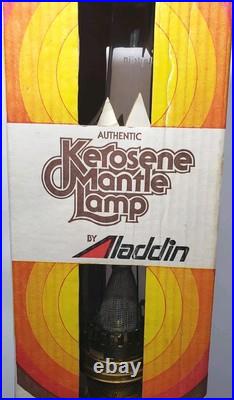 AUTHENTIC
Kerosene
Mantle
Lamp
BY Aladdin